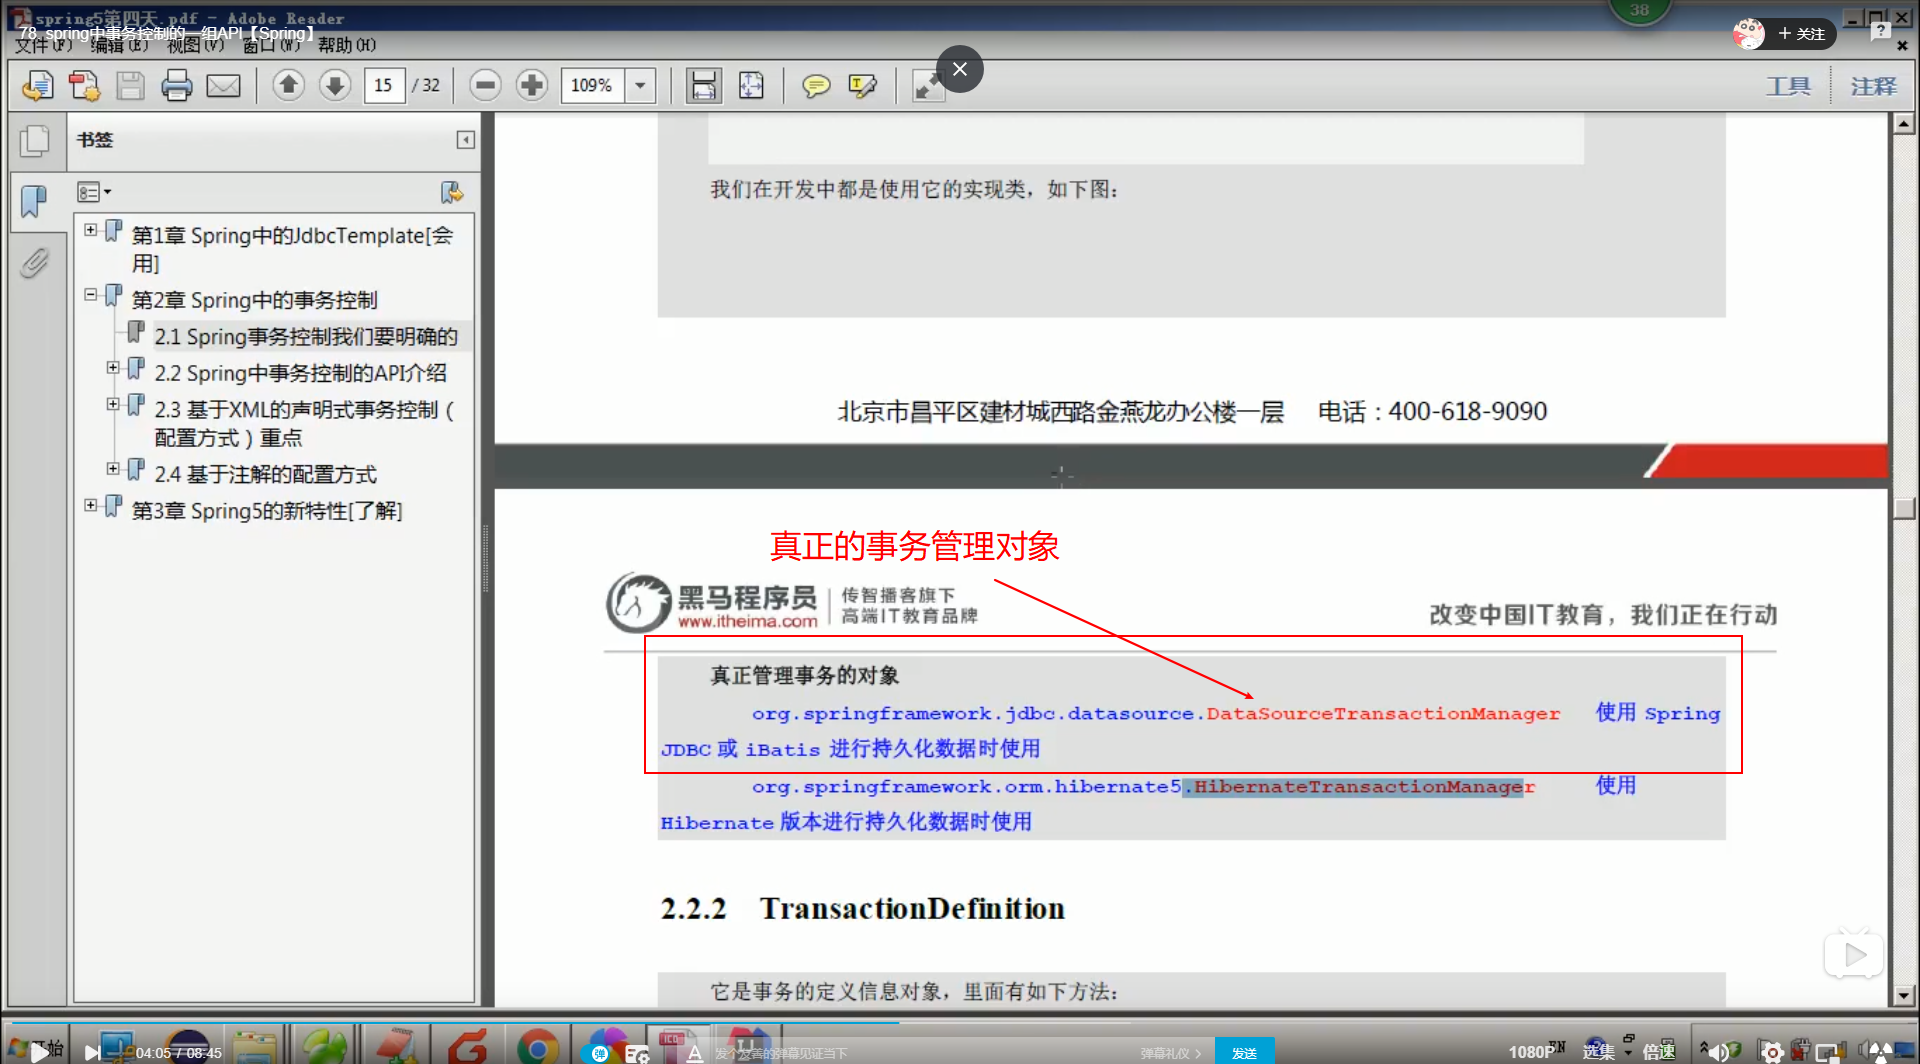 spring5第四天.pdf - Adobe Reader
78_spring中事务控制的一组API【Spring】
文件(F) 编辑(E) 视图(V) 窗口(W) 帮助(H)
38
+ 关注
15 / 32
109%
工具
注释
书签
第1章 Spring中的JdbcTemplate[会
用]
第2章 Spring中的事务控制
2.1 Spring事务控制我们要明确的
2.2 Spring中事务控制的API介绍
2.3 基于XML的声明式事务控制（
配置方式）重点
2.4 基于注解的配置方式
第3章 Spring5的新特性[了解]
我们在开发中都是使用它的实现类，如下图：
北京市昌平区建材城西路金燕龙办公楼一层 电话：400-618-9090
真正的事务管理对象
黑马程序员
www.itheima.com
传智播客旗下
高端IT教育品牌
改变中国IT教育，我们正在行动
真正管理事务的对象
org.springframework.jdbc.datasource.DataSourceTransactionManager 使用 Spring
JDBC 或 iBatis 进行持久化数据时使用
org.springframework.orm.hibernate5.HibernateTransactionManager 使用
Hibernate 版本进行持久化数据时使用
2.2.2 TransactionDefinition
它是事务的定义信息对象，里面有如下方法：
开始
04:05 / 08:45
弹
发个友善的弹幕见证当下
弹幕礼仪 >
发送
1080P
EN
选集
倍速